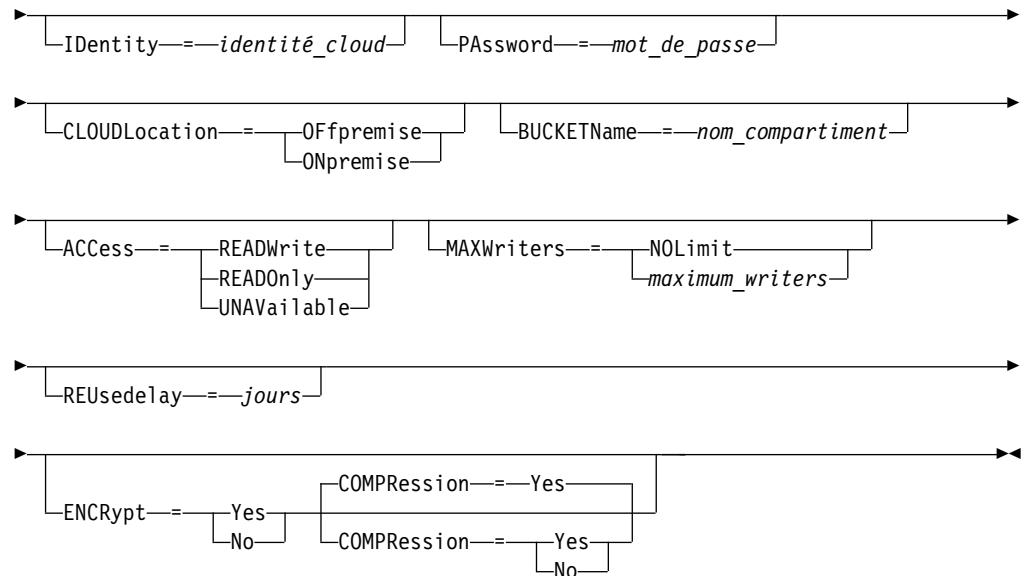 IDentity = identité_cloud PAssword = mot_de_passe
CLOUDLocation = OFfpremise BUCKETName = nom_compartiment
ONpremise
ACCess = READWrite MAXWriters = NOLimit
READOnly maximum_writers
UNAVailable
REUsedelay = jours
COMPRession = Yes
ENCRypt = Yes
No COMPRession = Yes
No